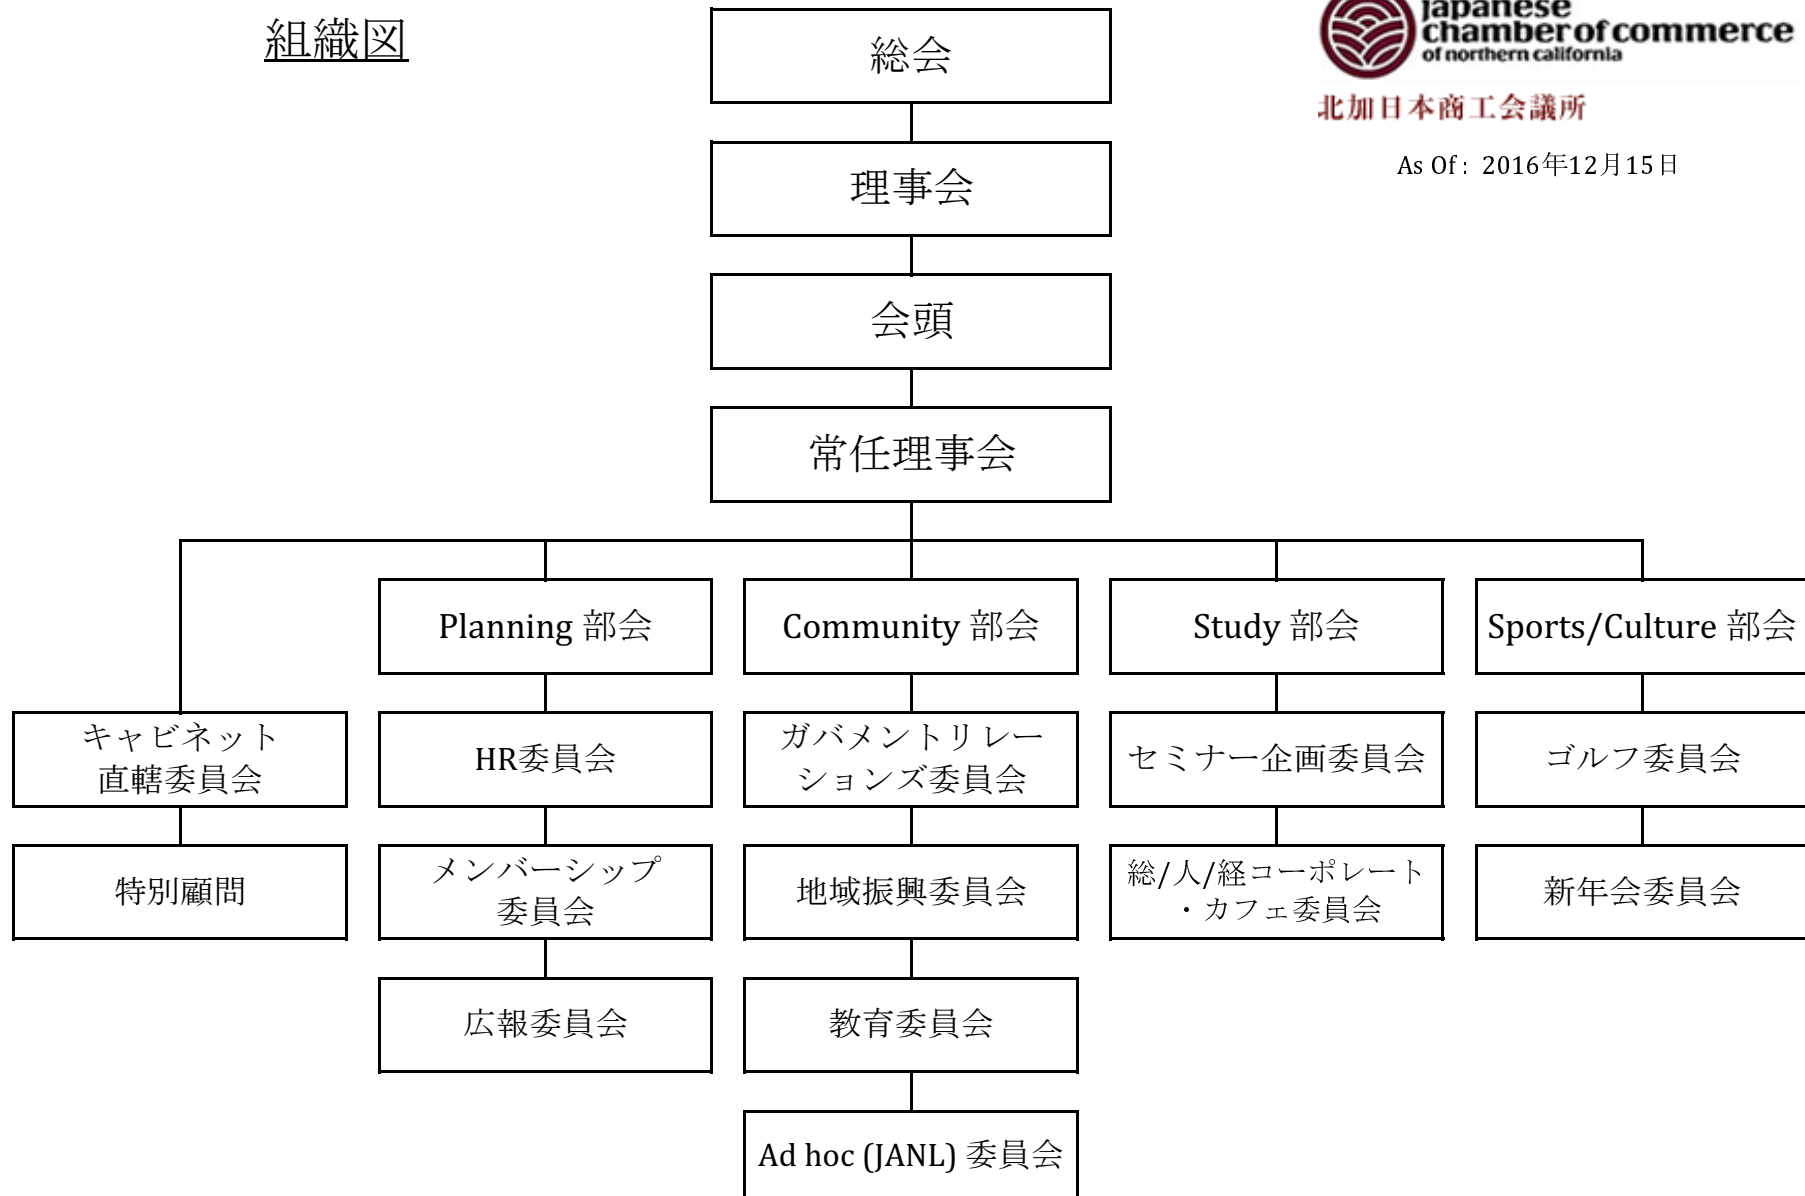 組織図
japanese
chamber of commerce
of northern california
北加日本商工会議所
As Of : 2016年12月15日
総会
理事会
会頭
常任理事会
Planning 部会
Community 部会
Study 部会
Sports/Culture 部会
キャビネット
直轄委員会
HR委員会
ガバメントリレー
ションズ委員会
セミナー企画委員会
ゴルフ委員会
特別顧問
メンバーシップ
委員会
地域振興委員会
総/人/経コーポレート
・カフェ委員会
新年会委員会
広報委員会
教育委員会
Ad hoc (JANL) 委員会